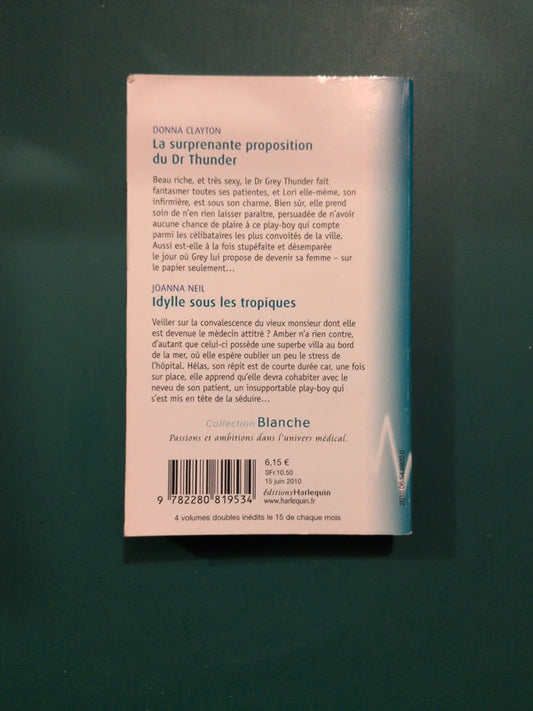 DONNA CLAYTON
La surprenante proposition
du Dr Thunder
Beau riche, et très sexy, le Dr Grey Thunder fait
fantasmer toutes ses patientes, et Lori elle-même, son
infirmière, est sous son charme. Bien sûr, elle prend
soin de n'en rien laisser paraître, persuadée de n'avoir
aucune chance de plaire à ce play-boy qui compte
parmi les célibataires les plus convoités de la ville.
Aussi est-elle à la fois stupéfaite et désemparée
le jour où Grey lui propose de devenir sa femme – sur
le papier seulement…
JOANNA NEIL
Idylle sous les tropiques
Veiller sur la convalescence du vieux monsieur dont elle
est devenue le médecin attitré ? Amber n'a rien contre,
d'autant que celui-ci possède une superbe villa au bord
de la mer, où elle espère oublier un peu le stress de
l'hôpital. Hélas, son répit est de courte durée car, une fois
sur place, elle apprend qu'elle devra cohabiter avec le
neveu de son patient, un insupportable play-boy qui
s'est mis en tête de la séduire…
Collection Blanche
Passions et ambitions dans l'univers médical.
6,15 €
SFr.10.50
15 juin 2010
éditionsHarlequin
www.harlequin.fr
9 782280 819534
4 volumes doubles inédits le 15 de chaque mois